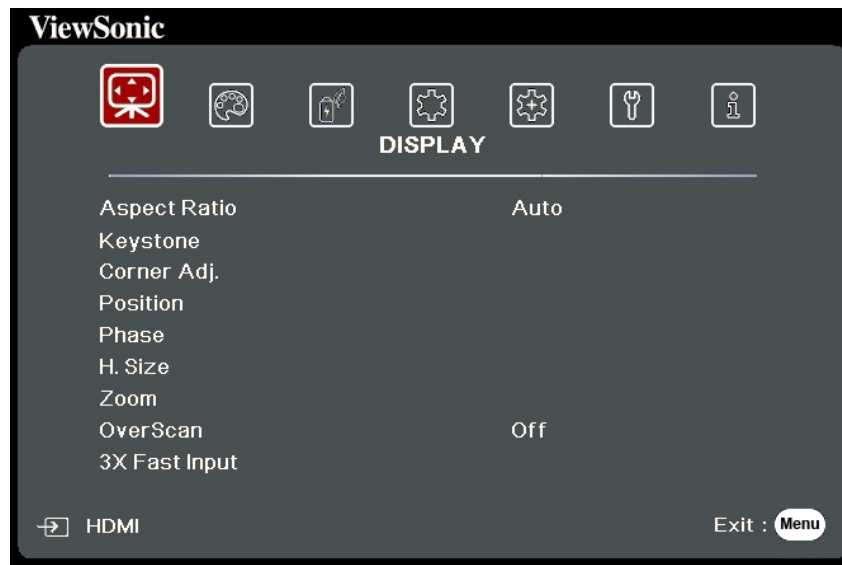 ViewSonic
DISPLAY
Aspect Ratio Auto
Keystone
Corner Adj.
Position
Phase
H. Size
Zoom
OverScan Off
3X Fast Input
HDMI Exit : Menu